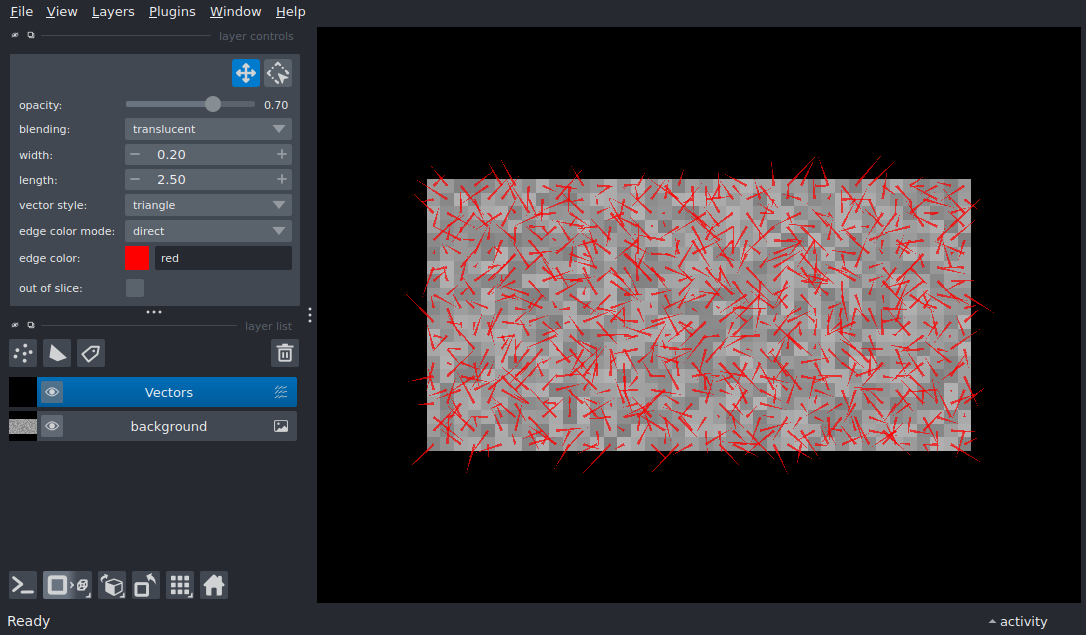 File View Layers Plugins Window Help
layer controls
opacity: 0.70
blending: translucent
width: − 0.20 +
length: − 2.50 +
vector style: triangle
edge color mode: direct
edge color: red
out of slice:
layer list
Vectors
background
Ready
activity